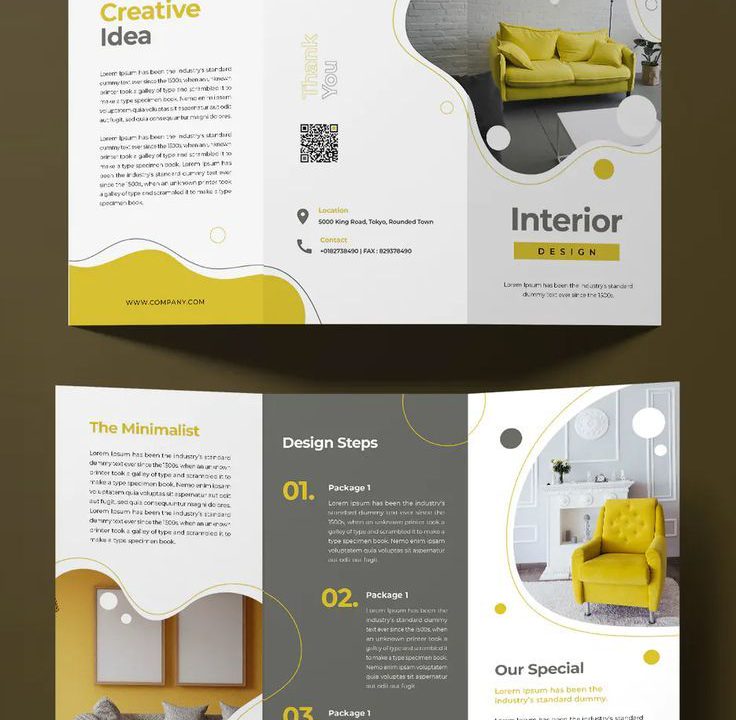 Creative
Idea
Lorem Ipsum has been the industry's standard
dummy text ever since the 1500s, when an unknown
printer took a galley of type and scrambled it to
make a type specimen book. Nemo enim ipsam
voluptatem quia voluptas sit aspernatur aut odit
aut fugit.
Lorem Ipsum has been the industry's standard
dummy text ever since the 1500s, when an unknown
printer took a galley of type and scrambled it to
make a type specimen book. Lorem Ipsum has been
the industry's standard dummy text ever since
the 1500s, when an unknown printer took
a galley of type and scrambled it to make a type
specimen book.
WWW.COMPANY.COM
Thank
You
Location
5000 King Road, Tokyo, Rounded Town
Contact
+0182738490 | FAX : 829378490
Interior
DESIGN
Lorem Ipsum has been the industry's standard
dummy text ever since the 1500s.
The Minimalist
Lorem Ipsum has been the industry's standard
dummy text ever since the 1500s, when an unknown
printer took a galley of type and scrambled it to
make a type specimen book. Nemo enim ipsam
voluptatem quia voluptas sit aspernatur aut odit
aut fugit. Lorem Ipsum has been the industry's standard
dummy text ever since the 1500s, when an unknown
printer took a galley of type and scrambled it to
make a type specimen book.
Design Steps
01.
Package 1
Lorem Ipsum has been the industry's
standard dummy text ever since the
1500s, when an unknown printer took a
galley of type and scrambled it to make a
type specimen book. Nemo enim ipsam
voluptatem quia voluptas sit aspernatur
aut odit aut fugit.
02.
Package 1
Lorem Ipsum has been the
industry's standard dummy
text ever since the 1500s,
when an unknown printer took
a galley of type and scrambled it
to make a type specimen book.
Nemo enim ipsam voluptatem
quia voluptas sit aspernatur
aut odit aut fugit.
03
Package 1
Our Special
Lorem Ipsum has been the industry's
standard dummy.
Lorem Ipsum has been the industry's